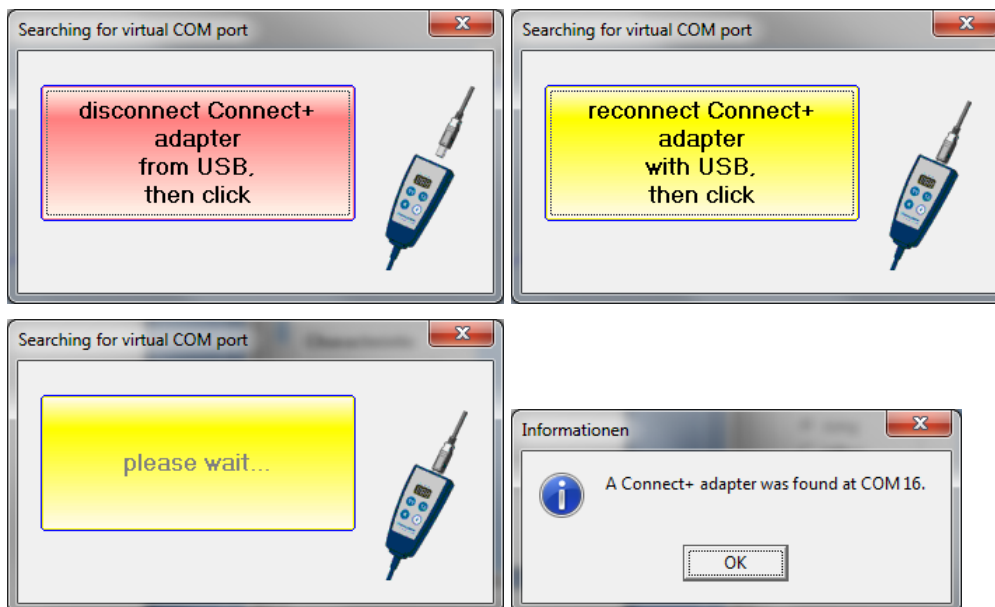 Searching for virtual COM port
disconnect Connect+
adapter
from USB,
then click
Searching for virtual COM port
reconnect Connect+
adapter
with USB,
then click
Searching for virtual COM port
please wait...
Informationen
A Connect+ adapter was found at COM 16.
OK